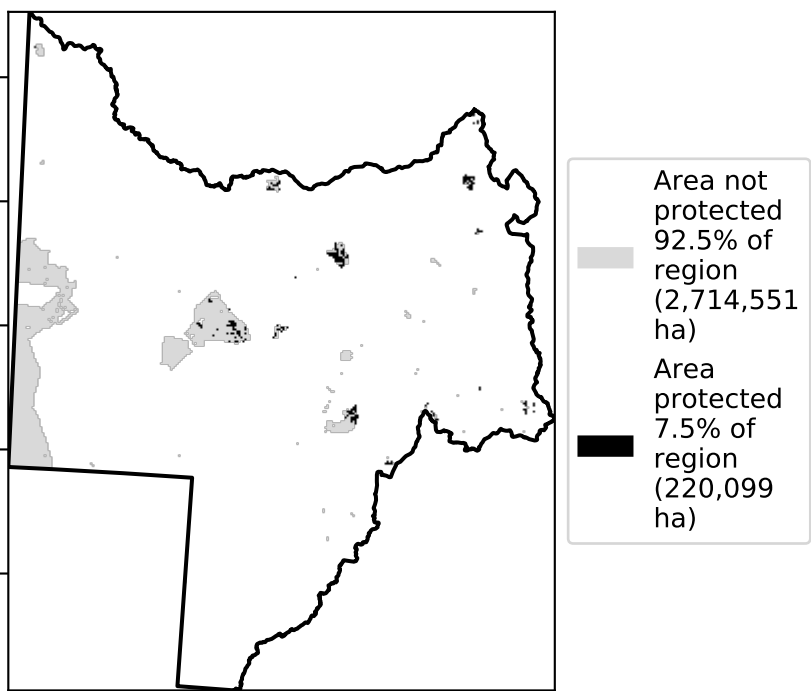 Area not
protected
92.5% of
region
(2,714,551
ha)
Area
protected
7.5% of
region
(220,099
ha)